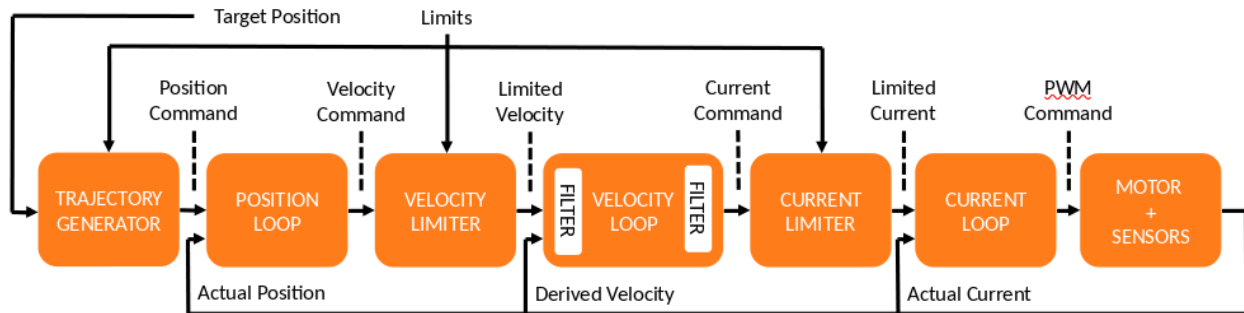 Target Position
Limits
Position
Command
Velocity
Command
Limited
Velocity
Current
Command
Limited
Current
PWM
Command
TRAJECTORY
GENERATOR
POSITION
LOOP
VELOCITY
LIMITER
FILTER
VELOCITY
LOOP
FILTER
CURRENT
LIMITER
CURRENT
LOOP
MOTOR
+
SENSORS
Actual Position
Derived Velocity
Actual Current